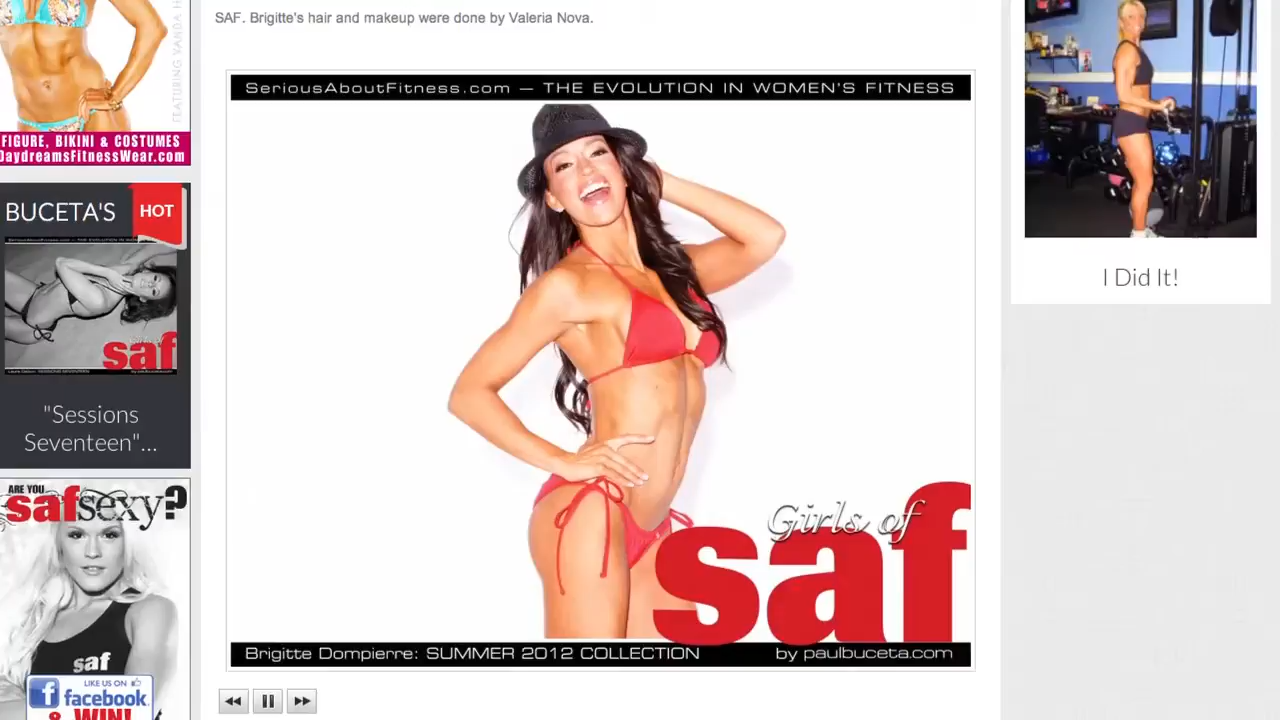 SAF. Brigitte's hair and makeup were done by Valeria Nova.
FIGURE, BIKINI & COSTUMES
DaydreamsFitnessWear.com
BUCETA'S
HOT
saf
"Sessions
Seventeen"...
ARE YOU
safsexy?
saf
LIKE US ON
facebook.
& WIN!
SeriousAboutFitness.com — THE EVOLUTION IN WOMEN'S FITNESS
Girls of
saf
Brigitte Dompierre: SUMMER 2012 COLLECTION
by paulbuceta.com
I Did It!